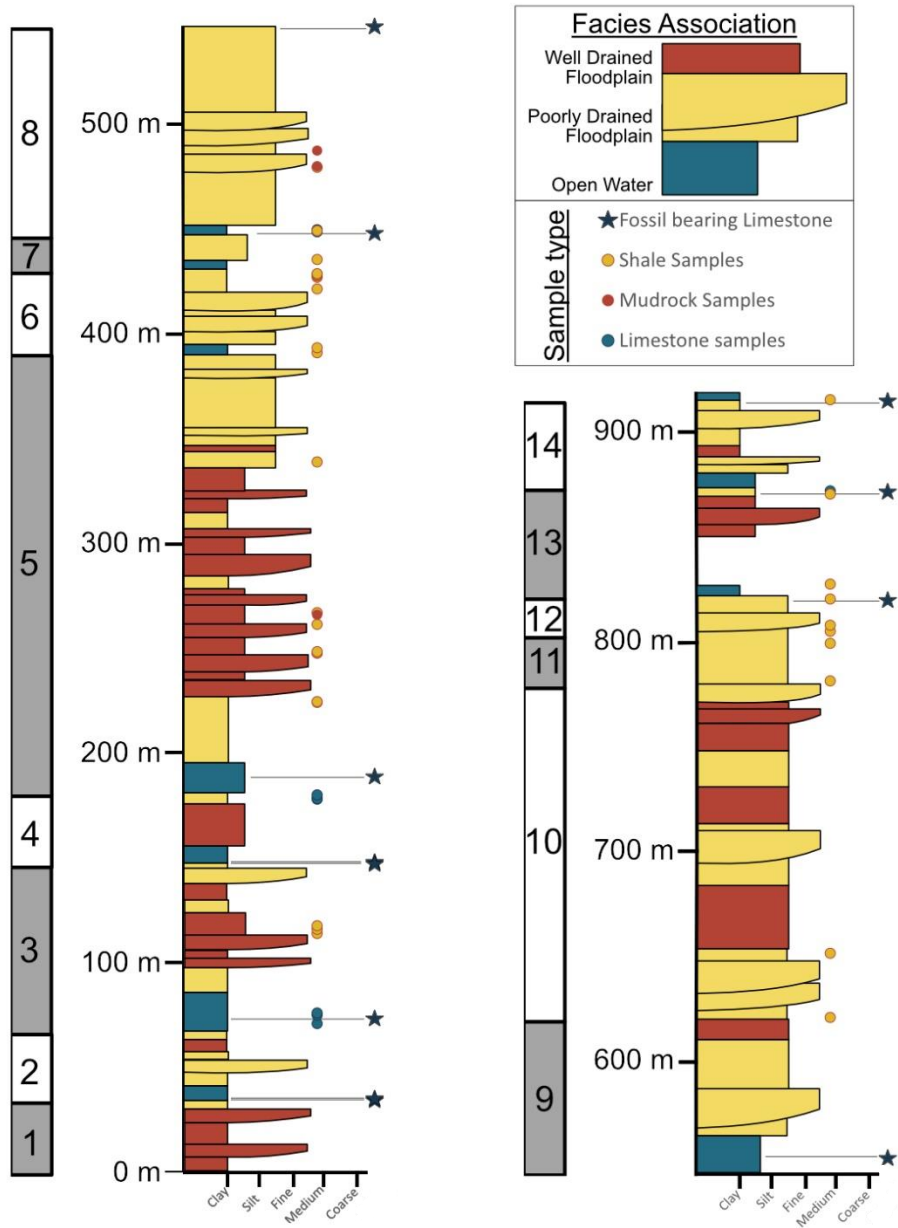 Facies Association
Well Drained
Floodplain
Poorly Drained
Floodplain
Open Water
Sample type
Fossil bearing Limestone
Shale Samples
Mudrock Samples
Limestone samples
8
7
6
5
4
3
2
1
500 m
400 m
300 m
200 m
100 m
0 m
Clay
Silt
Fine
Medium
Coarse
14
13
12
11
10
9
900 m
800 m
700 m
600 m
Clay
Silt
Fine
Medium
Coarse